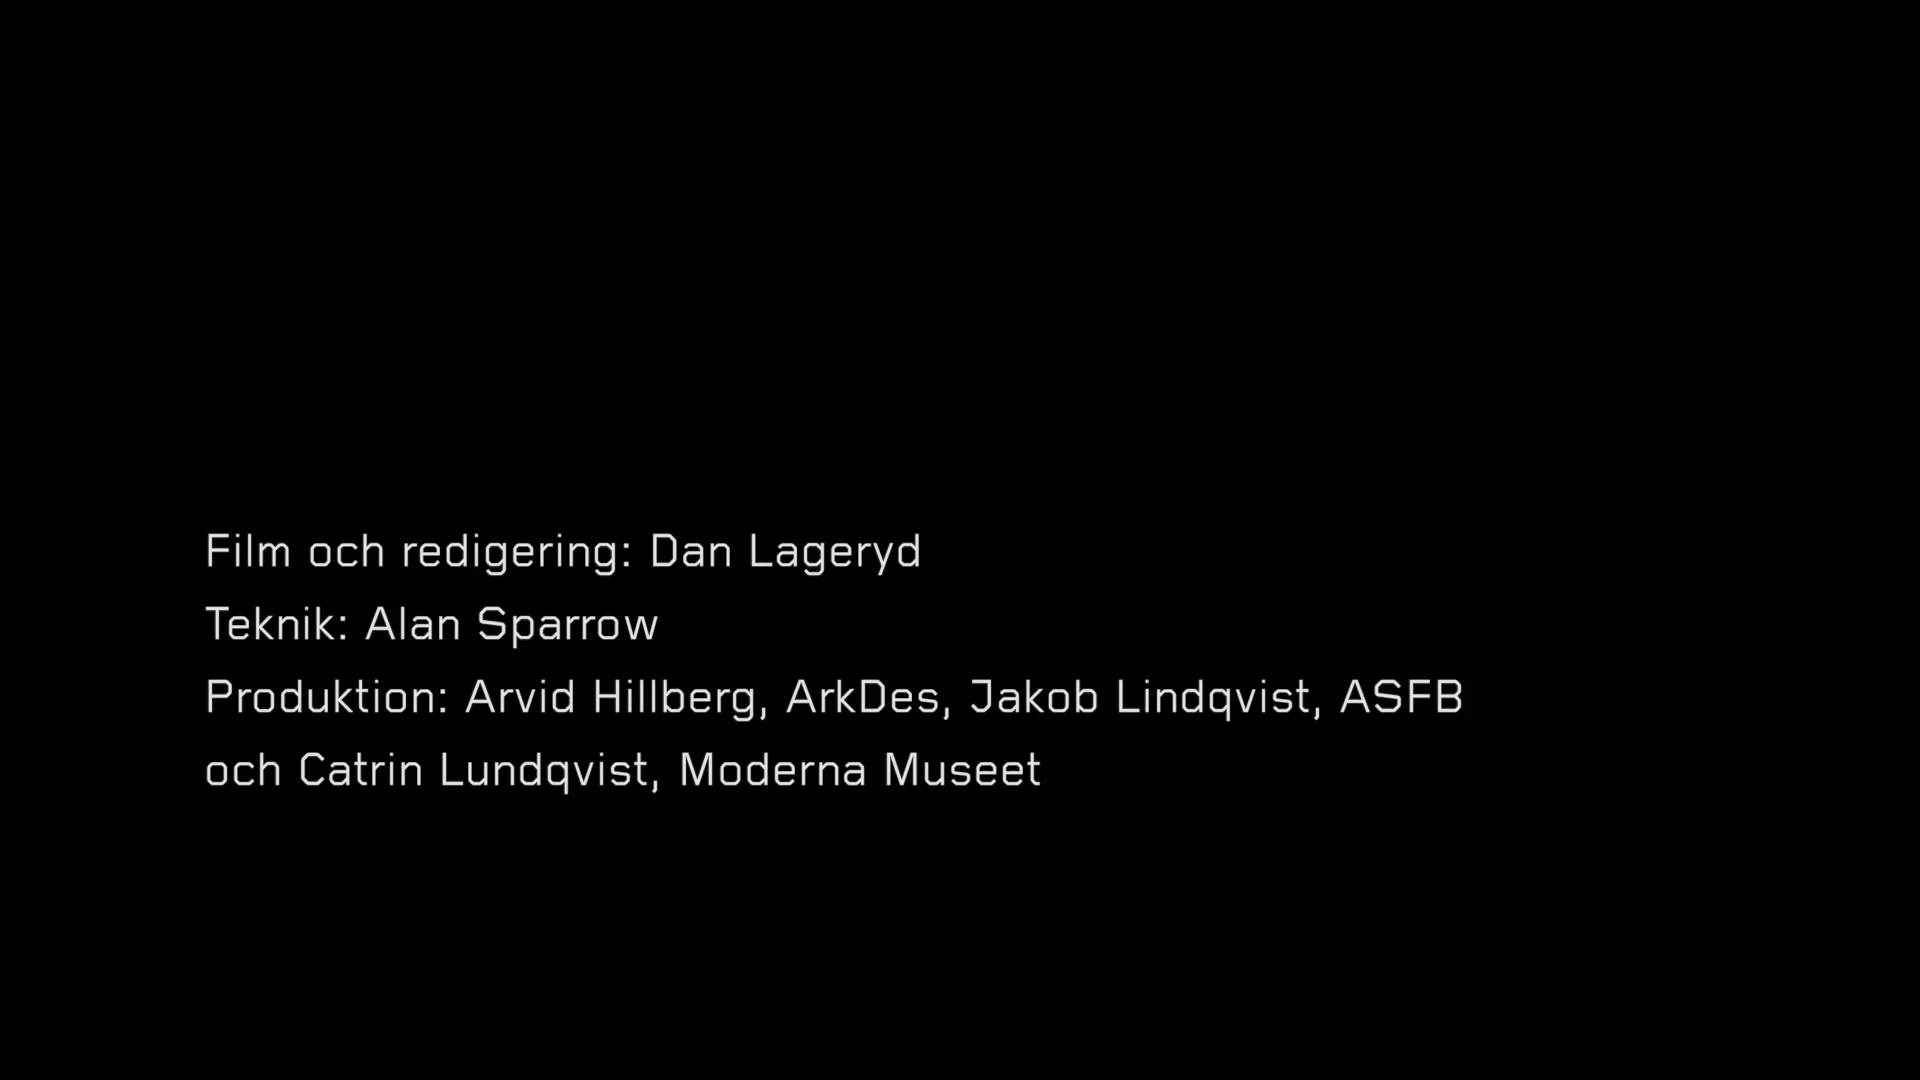 Film och redigering: Dan Lageryd
Teknik: Alan Sparrow
Produktion: Arvid Hillberg, ArkDes, Jakob Lindqvist, ASFB
och Catrin Lundqvist, Moderna Museet